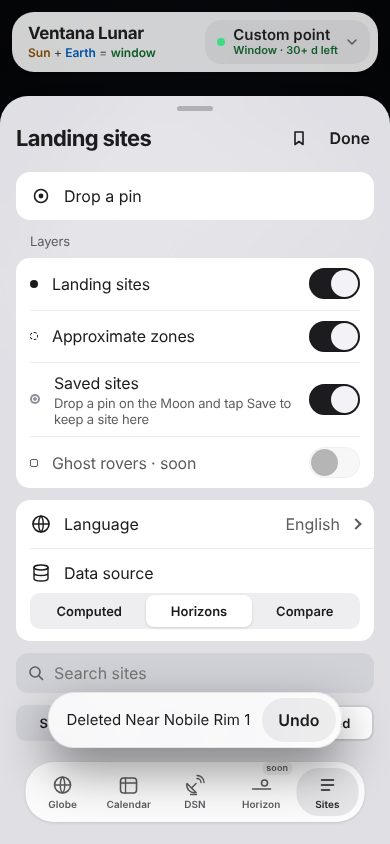 Ventana Lunar
Sun + Earth = window
Custom point
Window · 30+ d left
Landing sites
Done
Drop a pin
Layers
Landing sites
Approximate zones
Saved sites
Drop a pin on the Moon and tap Save to
keep a site here
Ghost rovers · soon
Language
English
Data source
Computed
Horizons
Compare
Search sites
Deleted Near Nobile Rim 1
Undo
soon
Globe
Calendar
DSN
Horizon
Sites